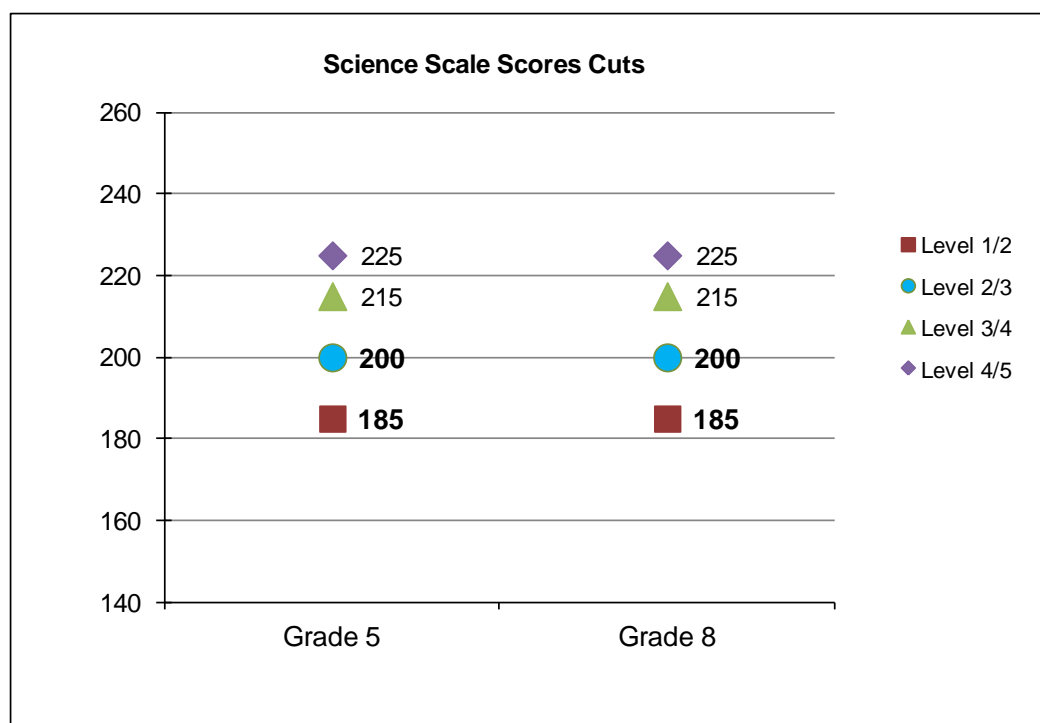 Science Scale Scores Cuts
260
240
220
200
180
160
140
225
215
200
185
225
215
200
185
Grade 5
Grade 8
Level 1/2
Level 2/3
Level 3/4
Level 4/5